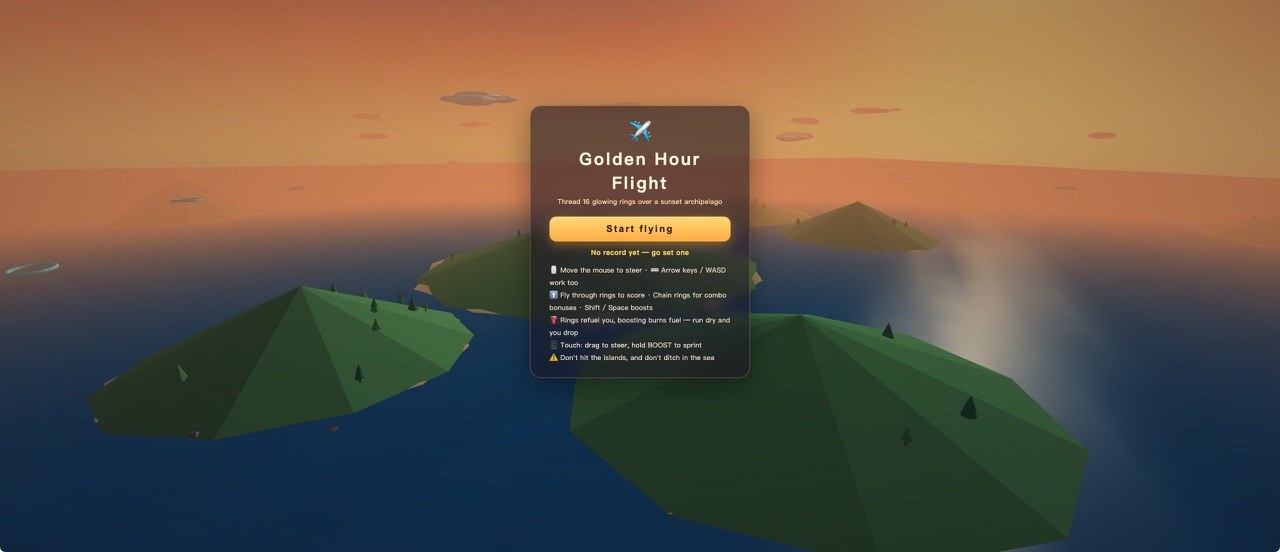 Golden Hour
Flight
Thread 16 glowing rings over a sunset archipelago
Start flying
No record yet — go set one
Move the mouse to steer · ⌨️ Arrow keys / WASD
work too
⬆️ Fly through rings to score · Chain rings for combo
bonuses · Shift / Space boosts
Rings refuel you, boosting burns fuel — run dry and
you drop
Touch: drag to steer, hold BOOST to sprint
⚠️ Don't hit the islands, and don't ditch in the sea